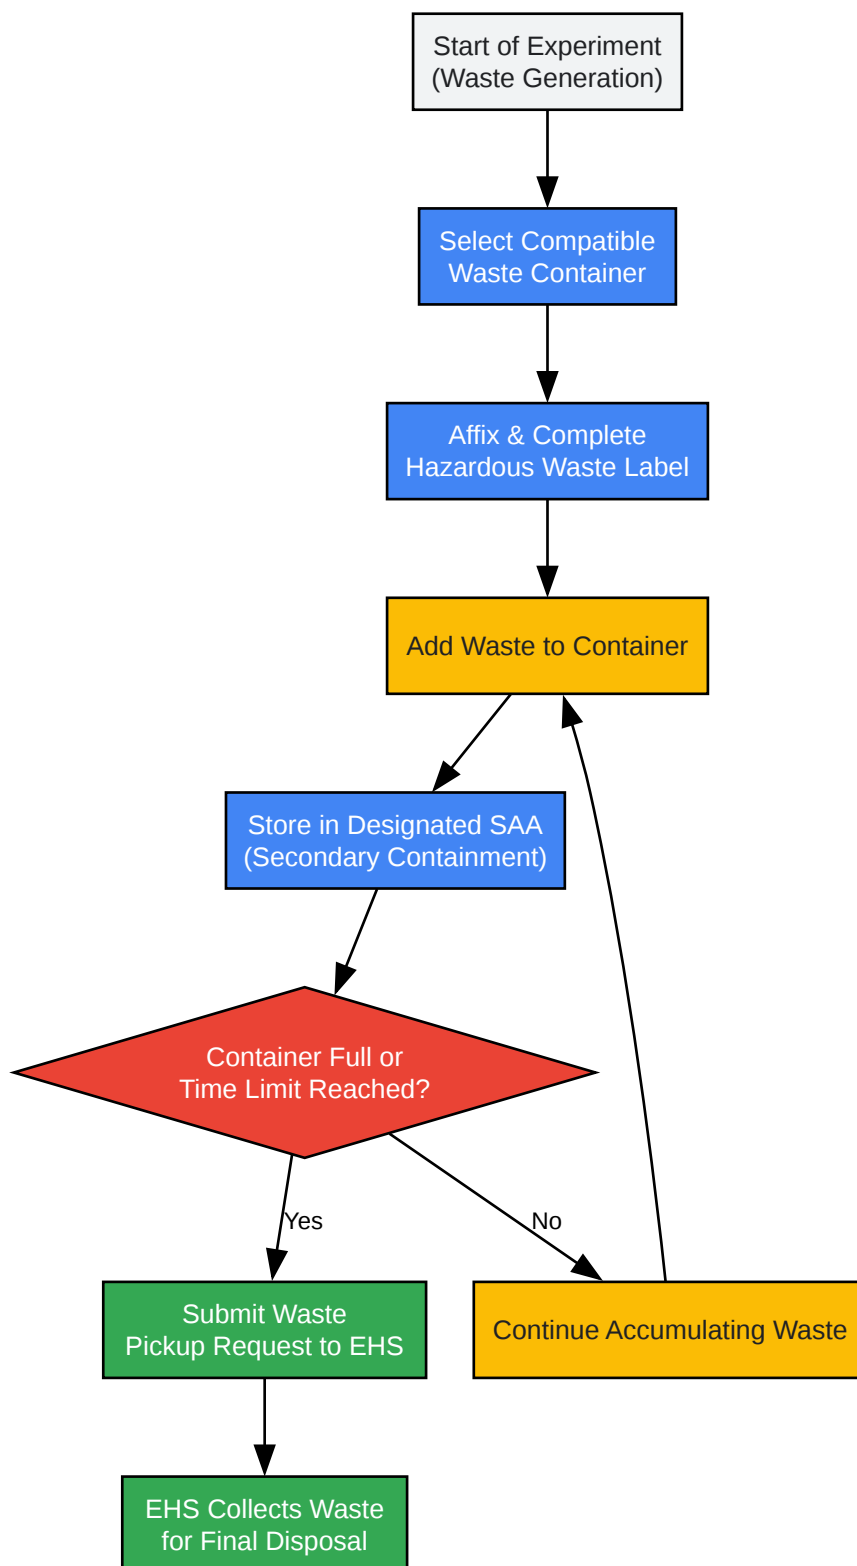 Start of Experiment
(Waste Generation)
Select Compatible
Waste Container
Affix & Complete
Hazardous Waste Label
Add Waste to Container
Store in Designated SAA
(Secondary Containment)
Container Full or
Time Limit Reached?
Yes
No
Submit Waste
Pickup Request to EHS
Continue Accumulating Waste
EHS Collects Waste
for Final Disposal